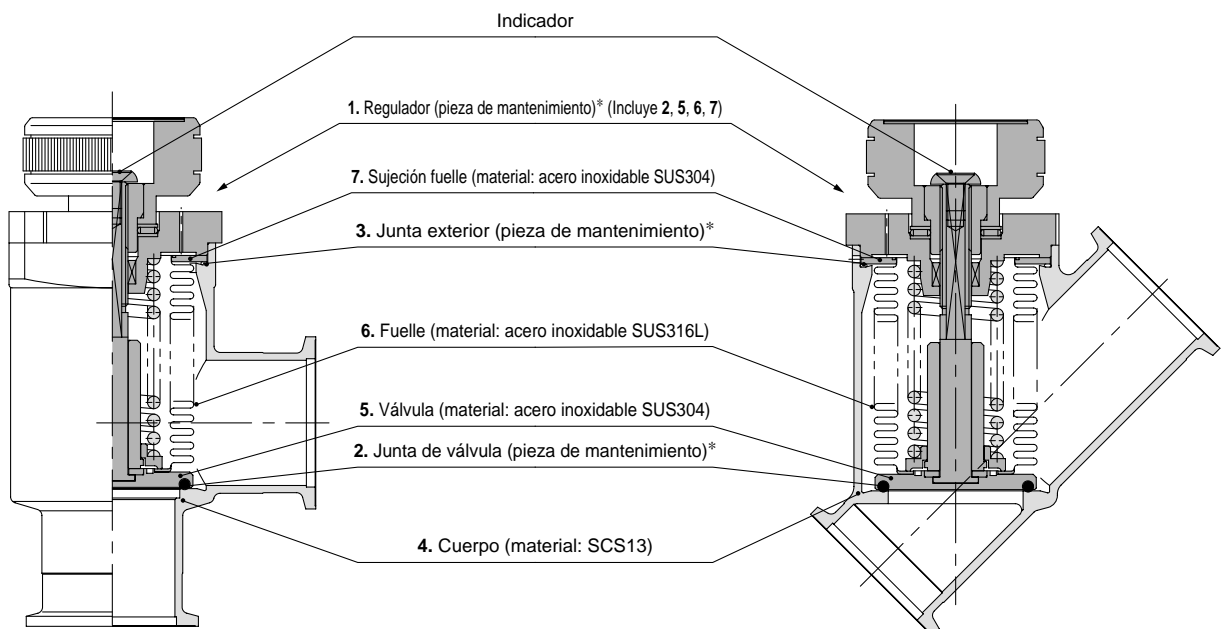 Indicador
1. Regulador (pieza de mantenimiento)* (Incluye 2, 5, 6, 7)
7. Sujeción fuelle (material: acero inoxidable SUS304)
3. Junta exterior (pieza de mantenimiento)*
6. Fuelle (material: acero inoxidable SUS316L)
5. Válvula (material: acero inoxidable SUS304)
2. Junta de válvula (pieza de mantenimiento)*
4. Cuerpo (material: SCS13)